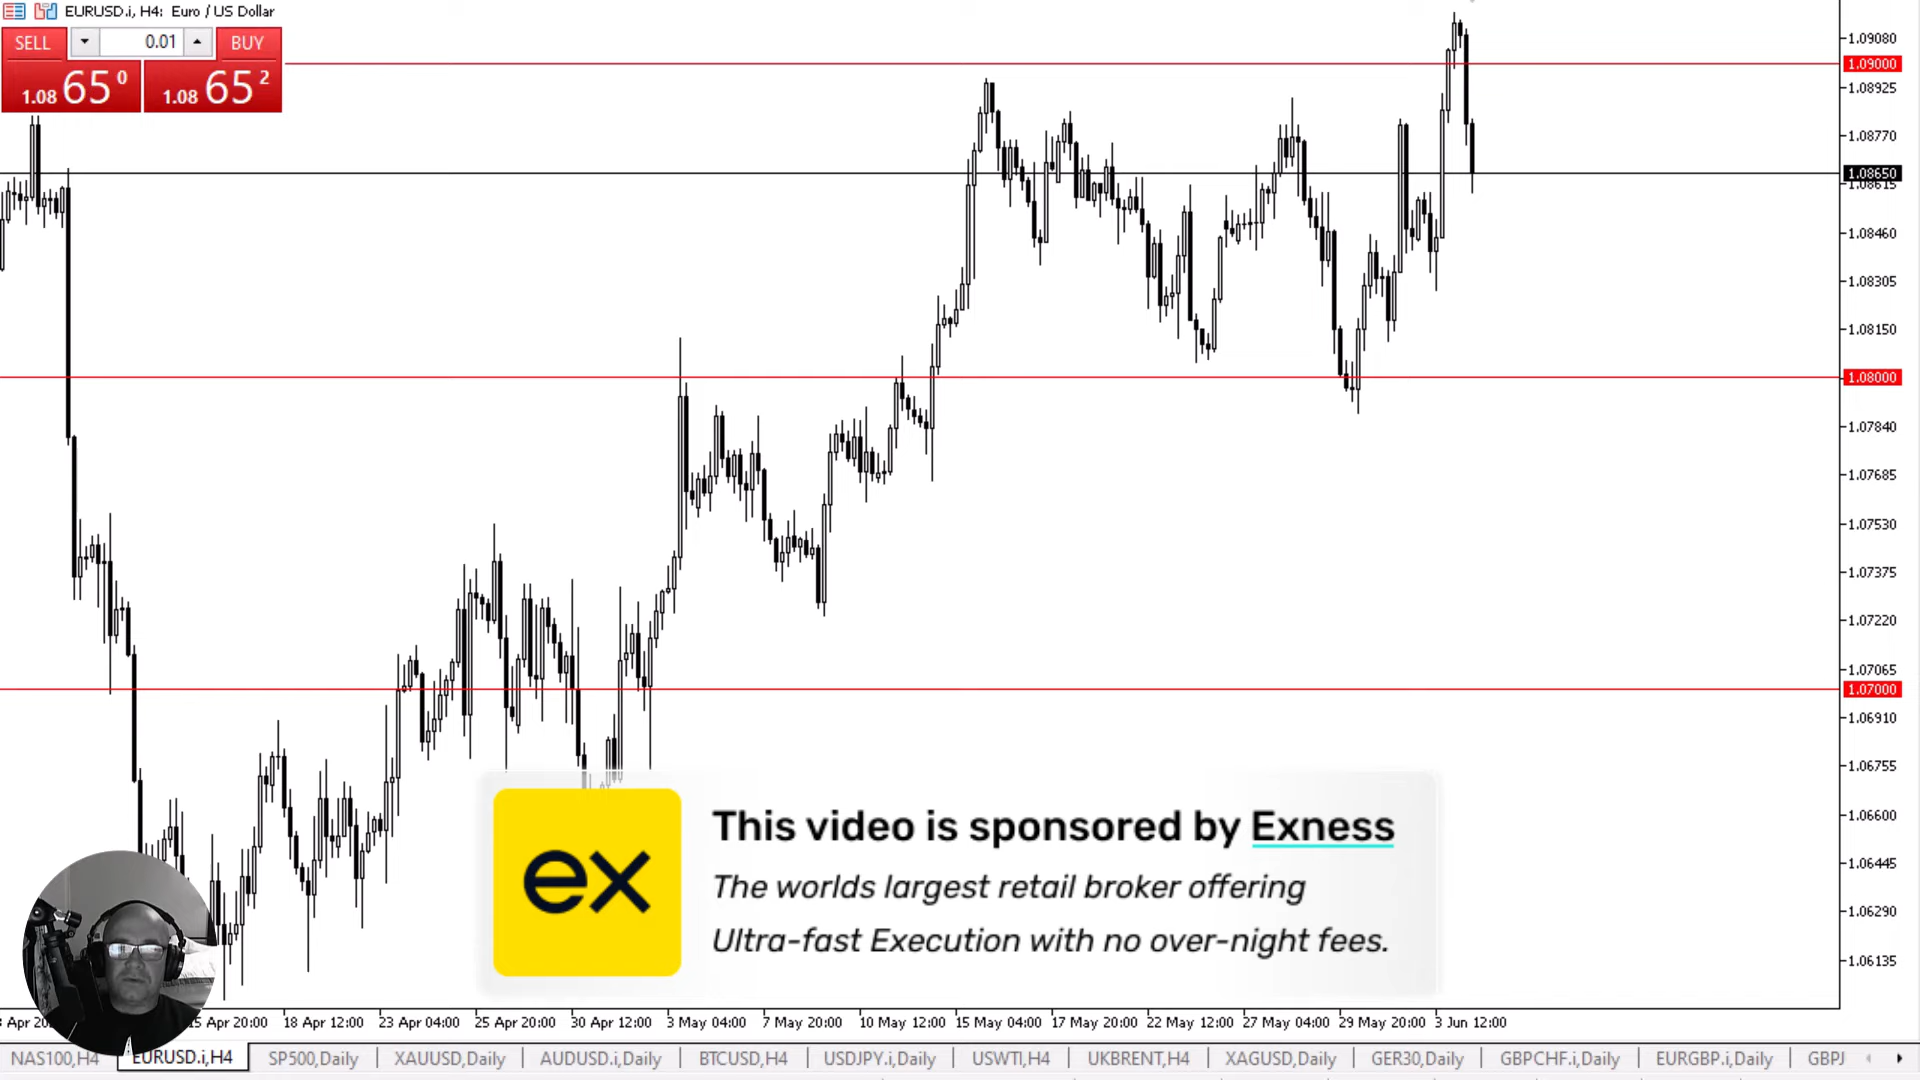 EURUSD.i, H4: Euro / US Dollar
SELL 0.01 BUY
1.08 65 0 1.08 65 2
1.09080
1.09000
1.08925
1.08770
1.08650
1.08615
1.08460
1.08305
1.08150
1.08000
1.07840
1.07685
1.07530
1.07375
1.07220
1.07065
1.07000
1.06910
1.06755
1.06600
1.06445
1.06290
1.06135
ex
This video is sponsored by Exness
The worlds largest retail broker offering
Ultra-fast Execution with no over-night fees.
15 Apr 20:00 18 Apr 12:00 23 Apr 04:00 25 Apr 20:00 30 Apr 12:00 3 May 04:00 7 May 20:00 10 May 12:00 15 May 04:00 17 May 20:00 22 May 12:00 27 May 04:00 29 May 20:00 3 Jun 12:00
NAS100,H4 EURUSD.i,H4 SP500,Daily XAUUSD,Daily AUDUSD.i,Daily BTCUSD,H4 USDJPY.i,Daily USWTI,H4 UKBRENT,H4 XAGUSD,Daily GER30,Daily GBPCHF.i,Daily EURGBP.i,Daily GBPJ